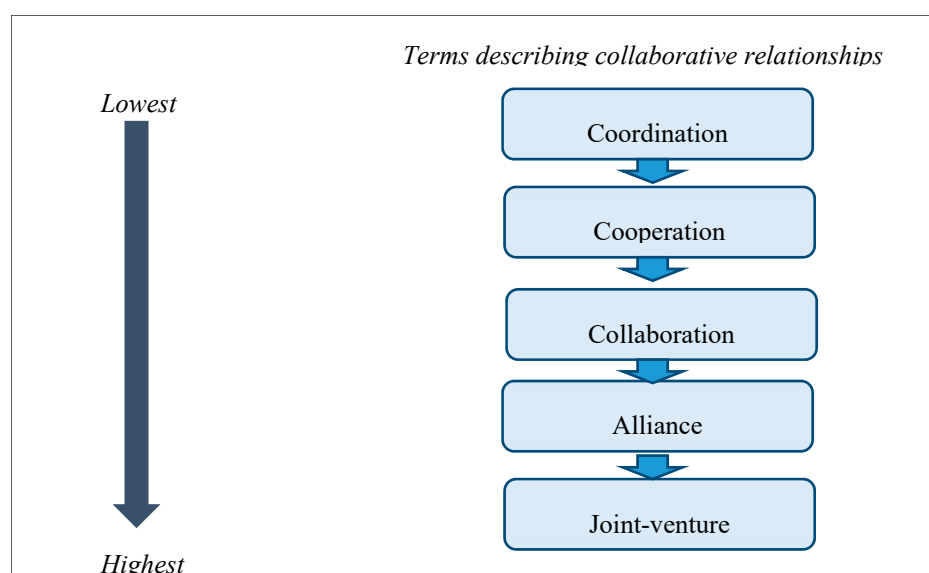 Terms describing collaborative relationships
Lowest
Coordination
Cooperation
Collaboration
Alliance
Joint-venture
Highest